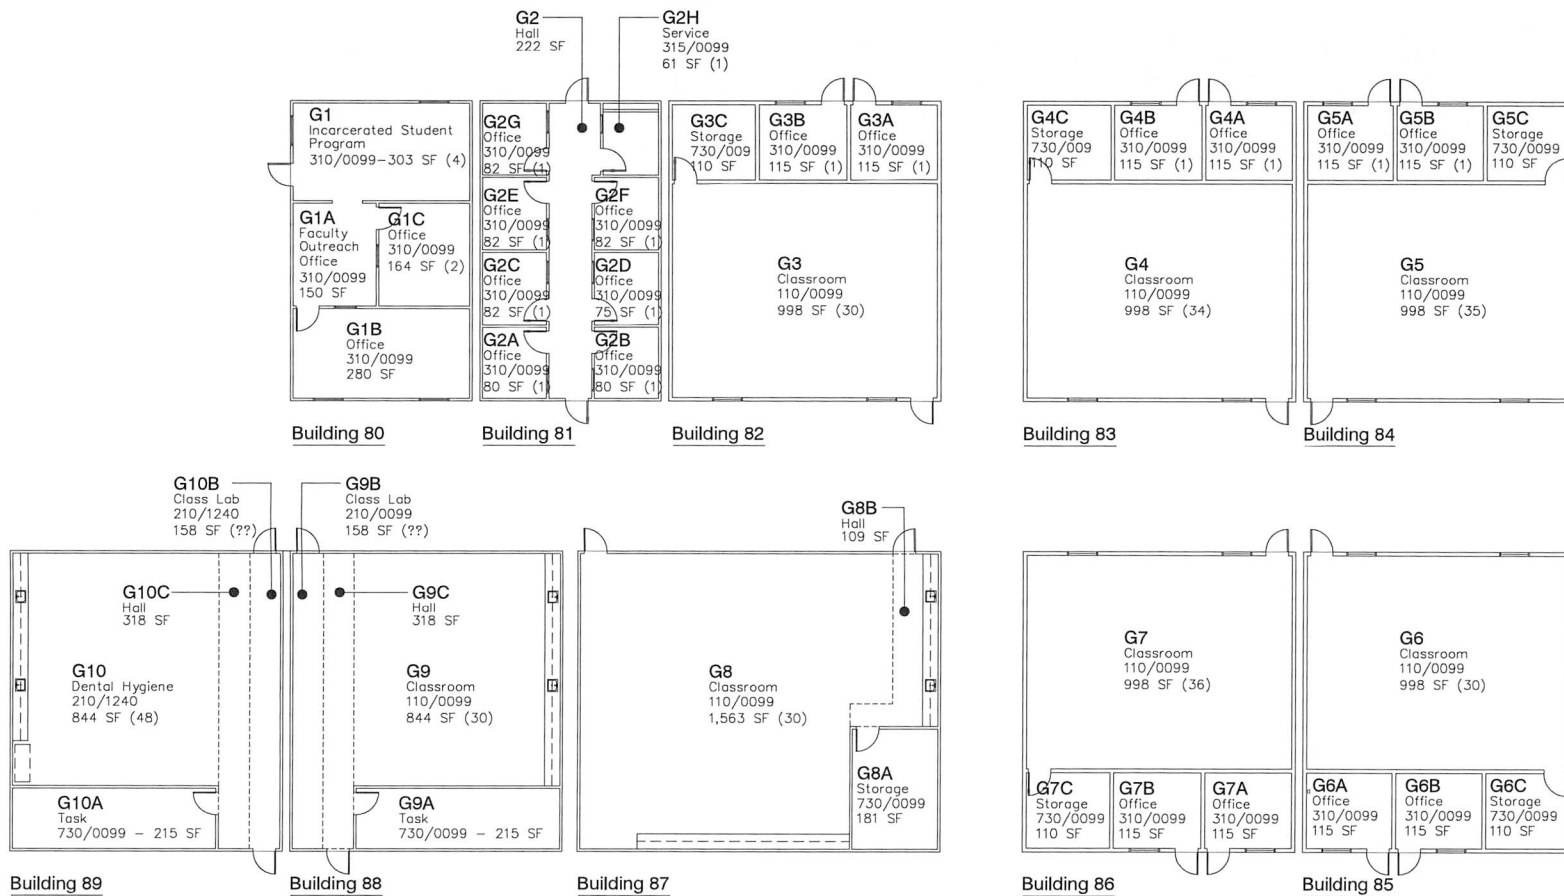 G2
Hall
222 SF
G2H
Service
315/0099
61 SF (1)
G1
Incarcerated Student
Program
310/0099-303 SF (4)
G1A
Faculty
Outreach
Office
310/0099
150 SF
G1C
Office
310/0099
164 SF (2)
G1B
Office
310/0099
280 SF
Building 80
G2G
Office
310/0099
82 SF (1)
G2E
Office
310/0099
82 SF (1)
G2F
Office
310/0099
82 SF (1)
G2C
Office
310/0099
82 SF (1)
G2D
Office
310/0099
75 SF (1)
G2A
Office
310/0099
80 SF (1)
G2B
Office
310/0099
80 SF (1)
Building 81
G3C
Storage
730/009
110 SF
G3B
Office
310/0099
115 SF (1)
G3A
Office
310/0099
115 SF (1)
G3
Classroom
110/0099
998 SF (30)
Building 82
G4C
Storage
730/009
110 SF
G4B
Office
310/0099
115 SF (1)
G4A
Office
310/0099
115 SF (1)
G4
Classroom
110/0099
998 SF (34)
Building 83
G5A
Office
310/0099
115 SF (1)
G5B
Office
310/0099
115 SF (1)
G5C
Storage
730/0099
110 SF
G5
Classroom
110/0099
998 SF (35)
Building 84
G10B
Class Lab
210/1240
158 SF (??)
G9B
Class Lab
210/0099
158 SF (??)
G10C
Hall
318 SF
G10
Dental Hygiene
210/1240
844 SF (48)
G10A
Task
730/0099 - 215 SF
Building 89
G9C
Hall
318 SF
G9
Classroom
110/0099
844 SF (30)
G9A
Task
730/0099 - 215 SF
Building 88
G8B
Hall
109 SF
G8
Classroom
110/0099
1,563 SF (30)
G8A
Storage
730/0099
181 SF
Building 87
G7
Classroom
110/0099
998 SF (36)
G7C
Storage
730/0099
110 SF
G7B
Office
310/0099
115 SF
G7A
Office
310/0099
115 SF
Building 86
G6
Classroom
110/0099
998 SF (30)
G6A
Office
310/0099
115 SF
G6B
Office
310/0099
115 SF
G6C
Storage
730/0099
110 SF
Building 85